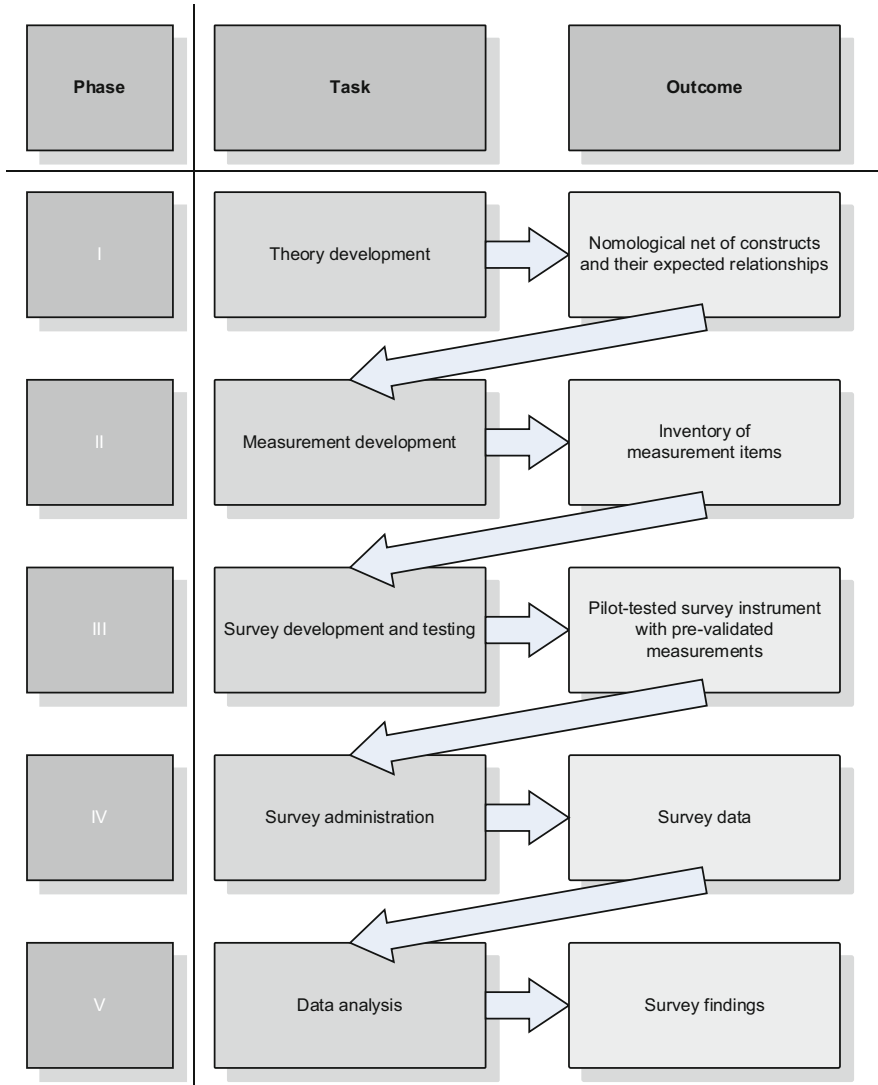 Phase
Task
Outcome
I
Theory development
Nomological net of constructs
and their expected relationships
II
Measurement development
Inventory of
measurement items
III
Survey development and testing
Pilot-tested survey instrument
with pre-validated
measurements
IV
Survey administration
Survey data
V
Data analysis
Survey findings